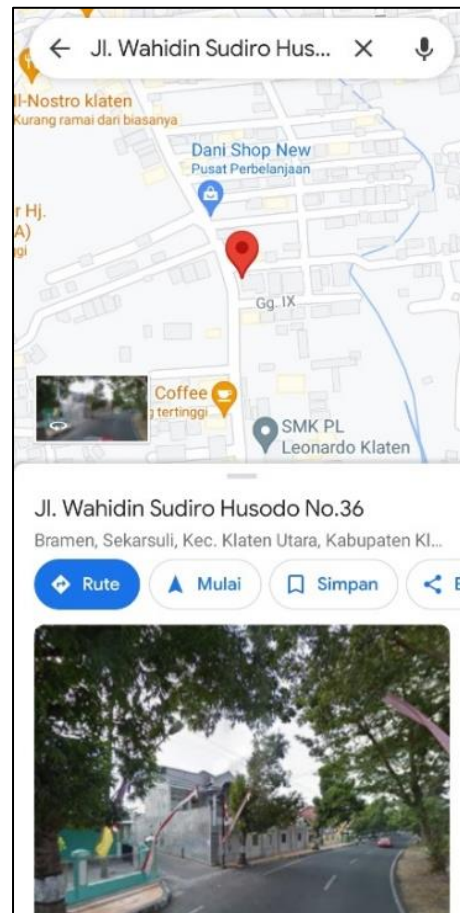 Jl. Wahidin Sudiro Hus...
Il-Nostro klaten
Kurang ramai dari biasanya
Dani Shop New
Pusat Perbelanjaan
r Hj.
A)
ggi
Gg. IX
Coffee
g tertinggi
SMK PL
Leonardo Klaten
Jl. Wahidin Sudiro Husodo No.36
Bramen, Sekarsuli, Kec. Klaten Utara, Kabupaten Kl...
Rute
Mulai
Simpan
E